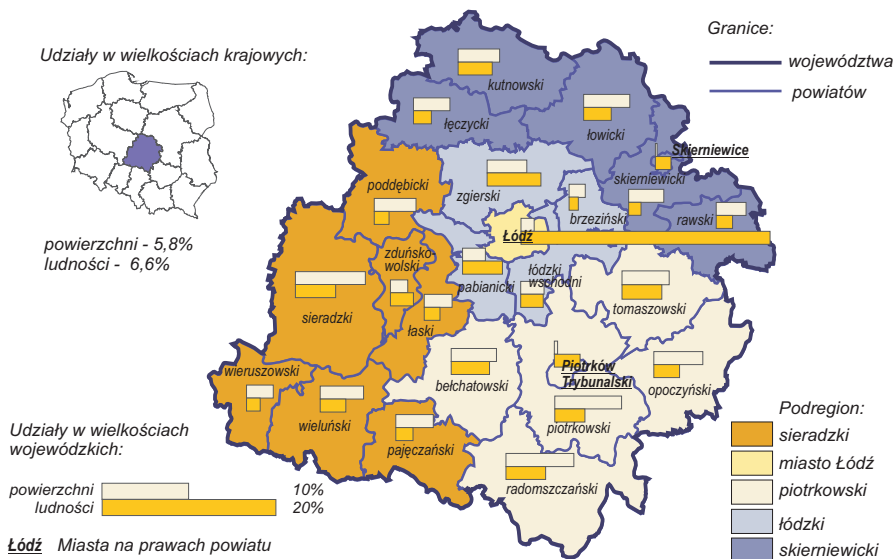 Udziały w wielkościach krajowych:
powierzchni - 5,8%
ludności - 6,6%
Granice:
województwa
powiatów
kutnowski
łęczycki
łowicki
Skierniewice
skierniewicki
rawski
poddębicki
zgierski
brzeziński
Łódź
zduńsko-
wolski
pabianicki
łódzki
wschodni
sieradzki
łaski
tomaszowski
wieruszowski
bełchatowski
Piotrków
Trybunalski
opoczyński
wieluński
pajęczański
piotrkowski
radomszczański
Udziały w wielkościach
wojewódzkich:
powierzchni 10%
ludności 20%
Łódź Miasta na prawach powiatu
Podregion:
sieradzki
miasto Łódź
piotrkowski
łódzki
skierniewicki